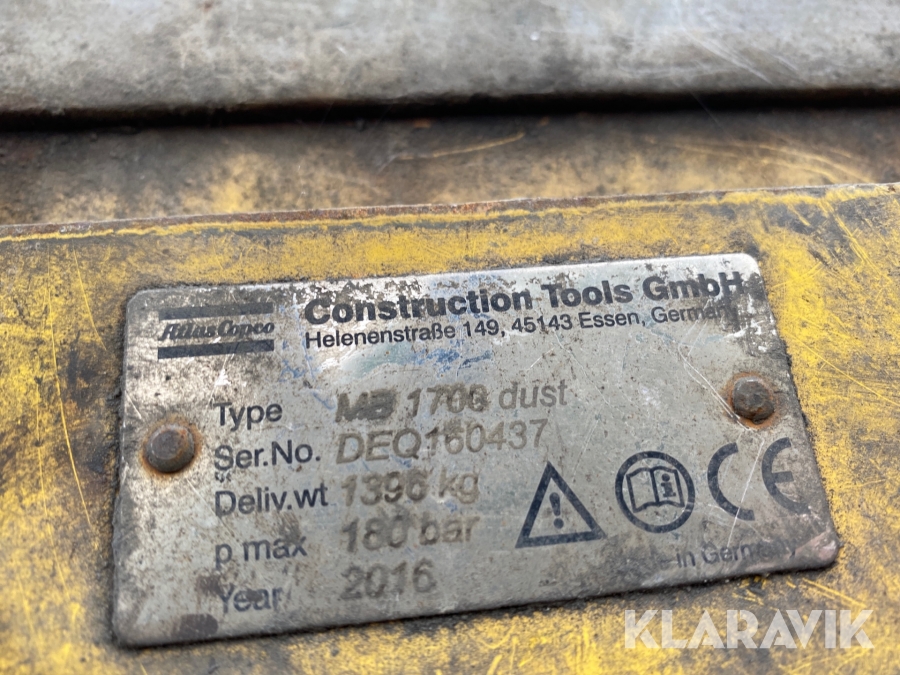 Atlas Copco
Construction Tools GmbH
Helenenstraße 149, 45143 Essen, Germany
Type MB 1700 dust
Ser.No. DEQ160437
Deliv.wt 1396 kg
p max 180 bar
Year 2016
CE
in Germany
KLARAVIK